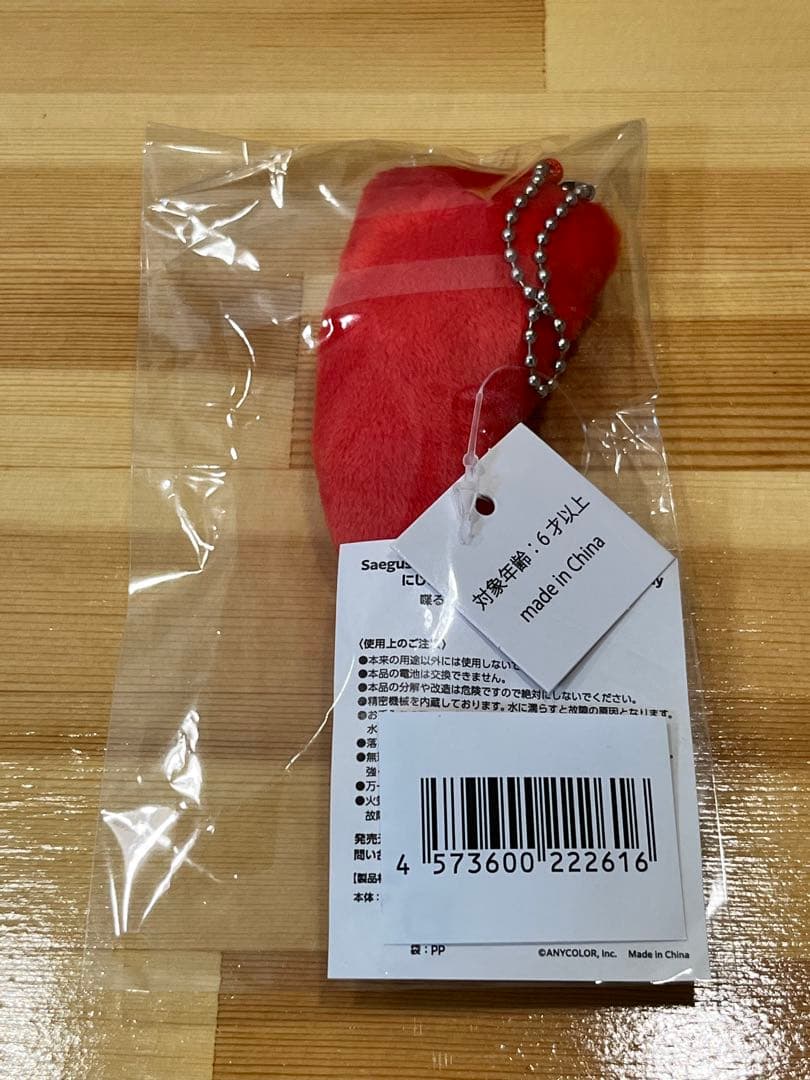 対象年齢：6才以上
made in China
Saegus
にし
喋る
〈使用上のご注
●本来の用途以外には使用しない
●本品の電池は交換できません。
●本品の分解や改造は危険ですので絶対にしないでください。
●精密機械を内蔵しております。水に濡らすと故障の原因となります。
●お
水
●落
●無
強
●万一
●火
故障
発売元
問い合
【製品
本体：
4 573600 222616
袋：PP
©ANYCOLOR, Inc. Made in China